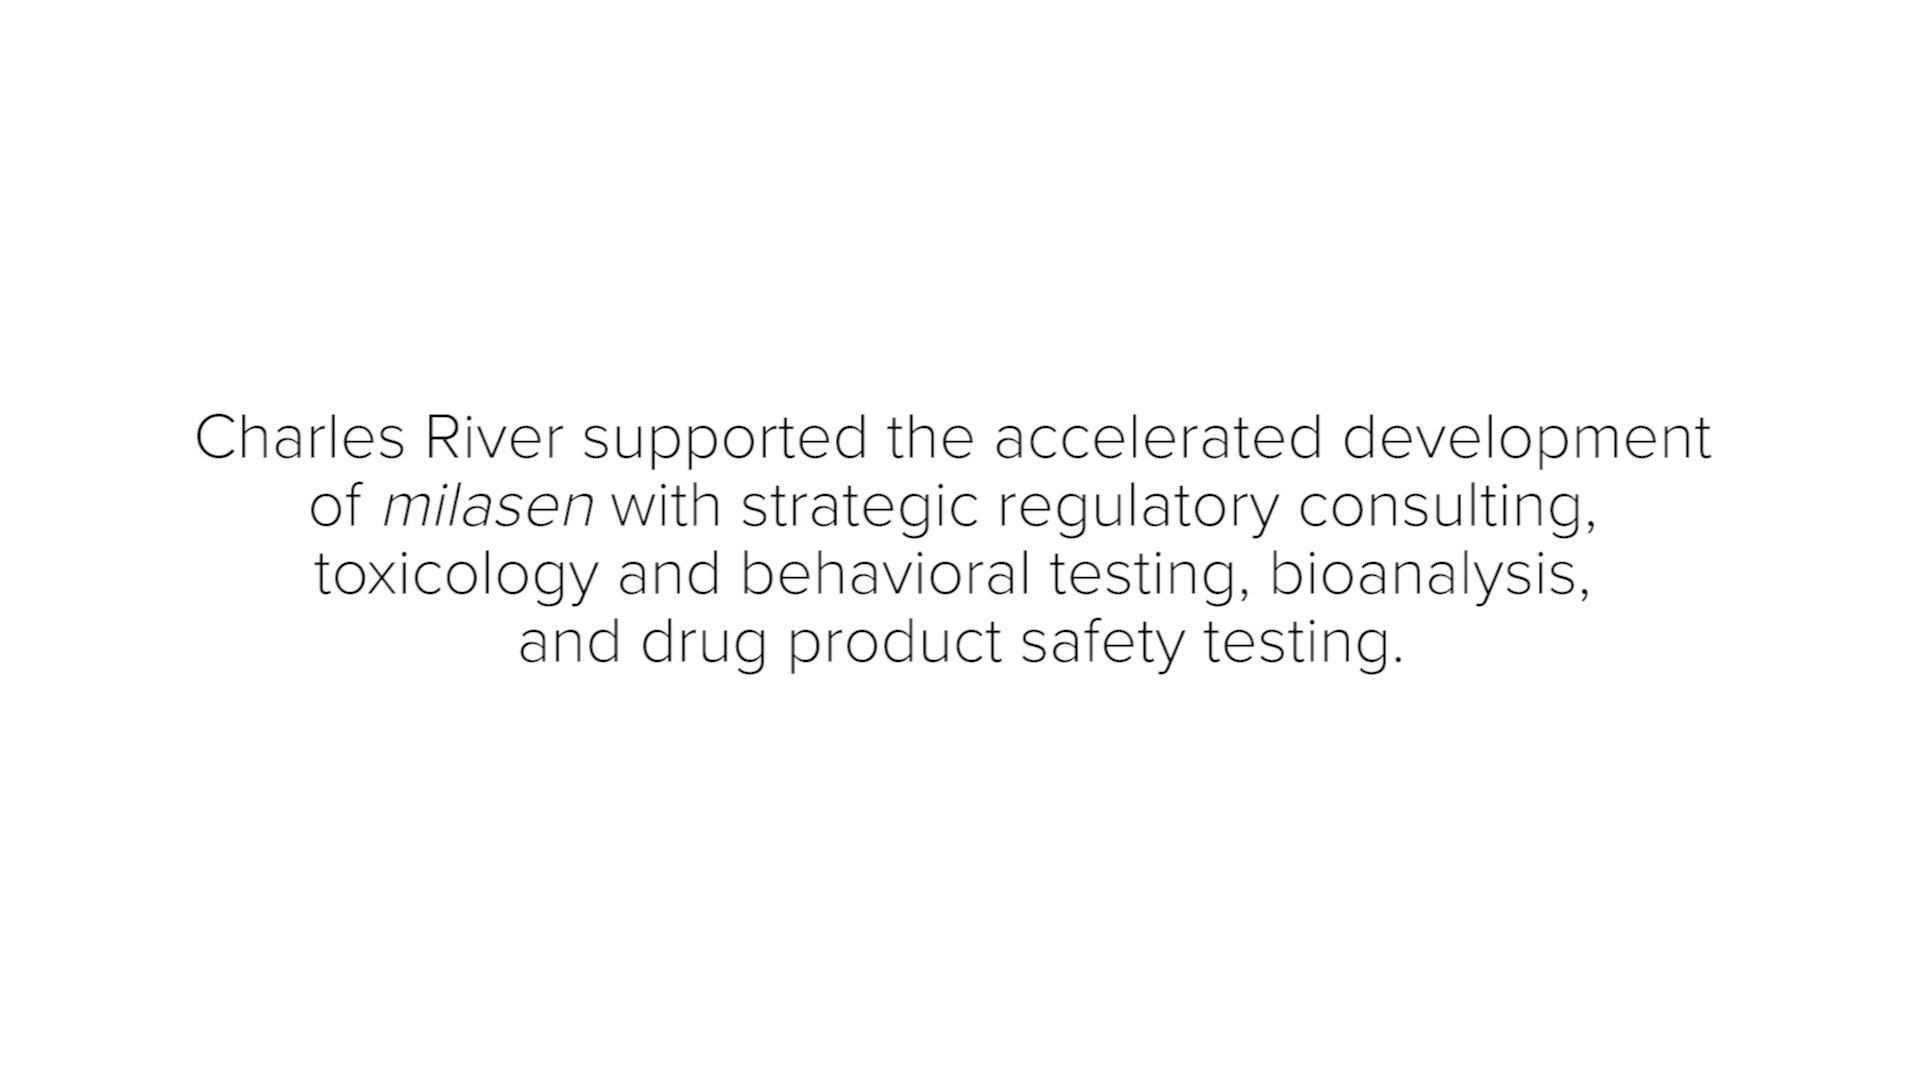 Charles River supported the accelerated development
of milasen with strategic regulatory consulting,
toxicology and behavioral testing, bioanalysis,
and drug product safety testing.